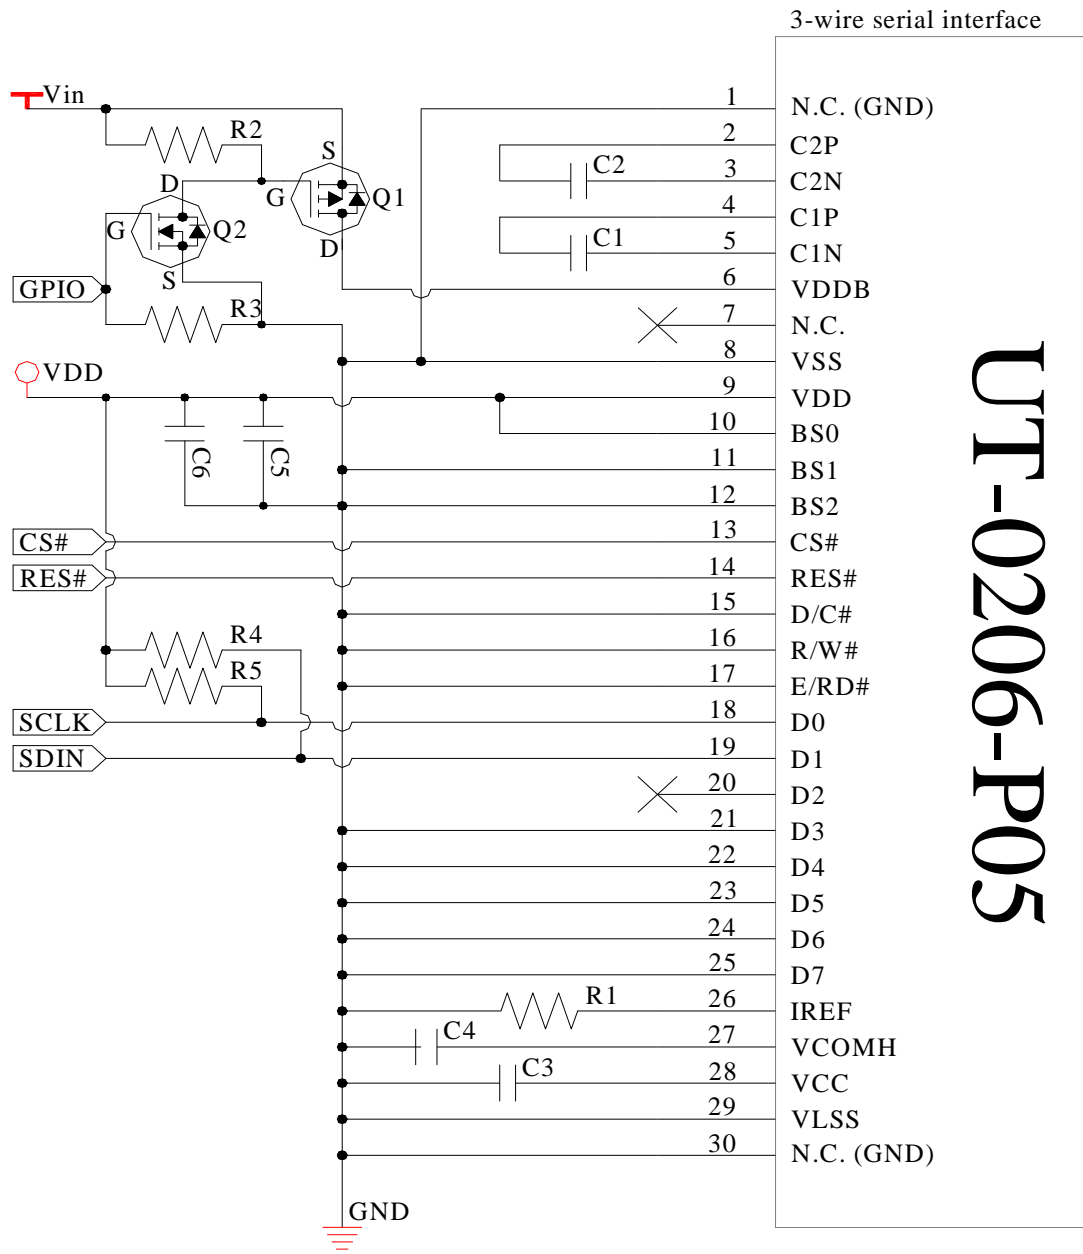 3-wire serial interface
Vin
R2
S
G
Q1
D
D
G
Q2
S
GPIO
R3
VDD
C6
C5
CS#
RES#
R4
R5
SCLK
SDIN
C2
C1
R1
C4
C3
GND
1 N.C. (GND)
2 C2P
3 C2N
4 C1P
5 C1N
6 VDDB
7 N.C.
8 VSS
9 VDD
10 BS0
11 BS1
12 BS2
13 CS#
14 RES#
15 D/C#
16 R/W#
17 E/RD#
18 D0
19 D1
20 D2
21 D3
22 D4
23 D5
24 D6
25 D7
26 IREF
27 VCOMH
28 VCC
29 VLSS
30 N.C. (GND)
UT-0206-P05